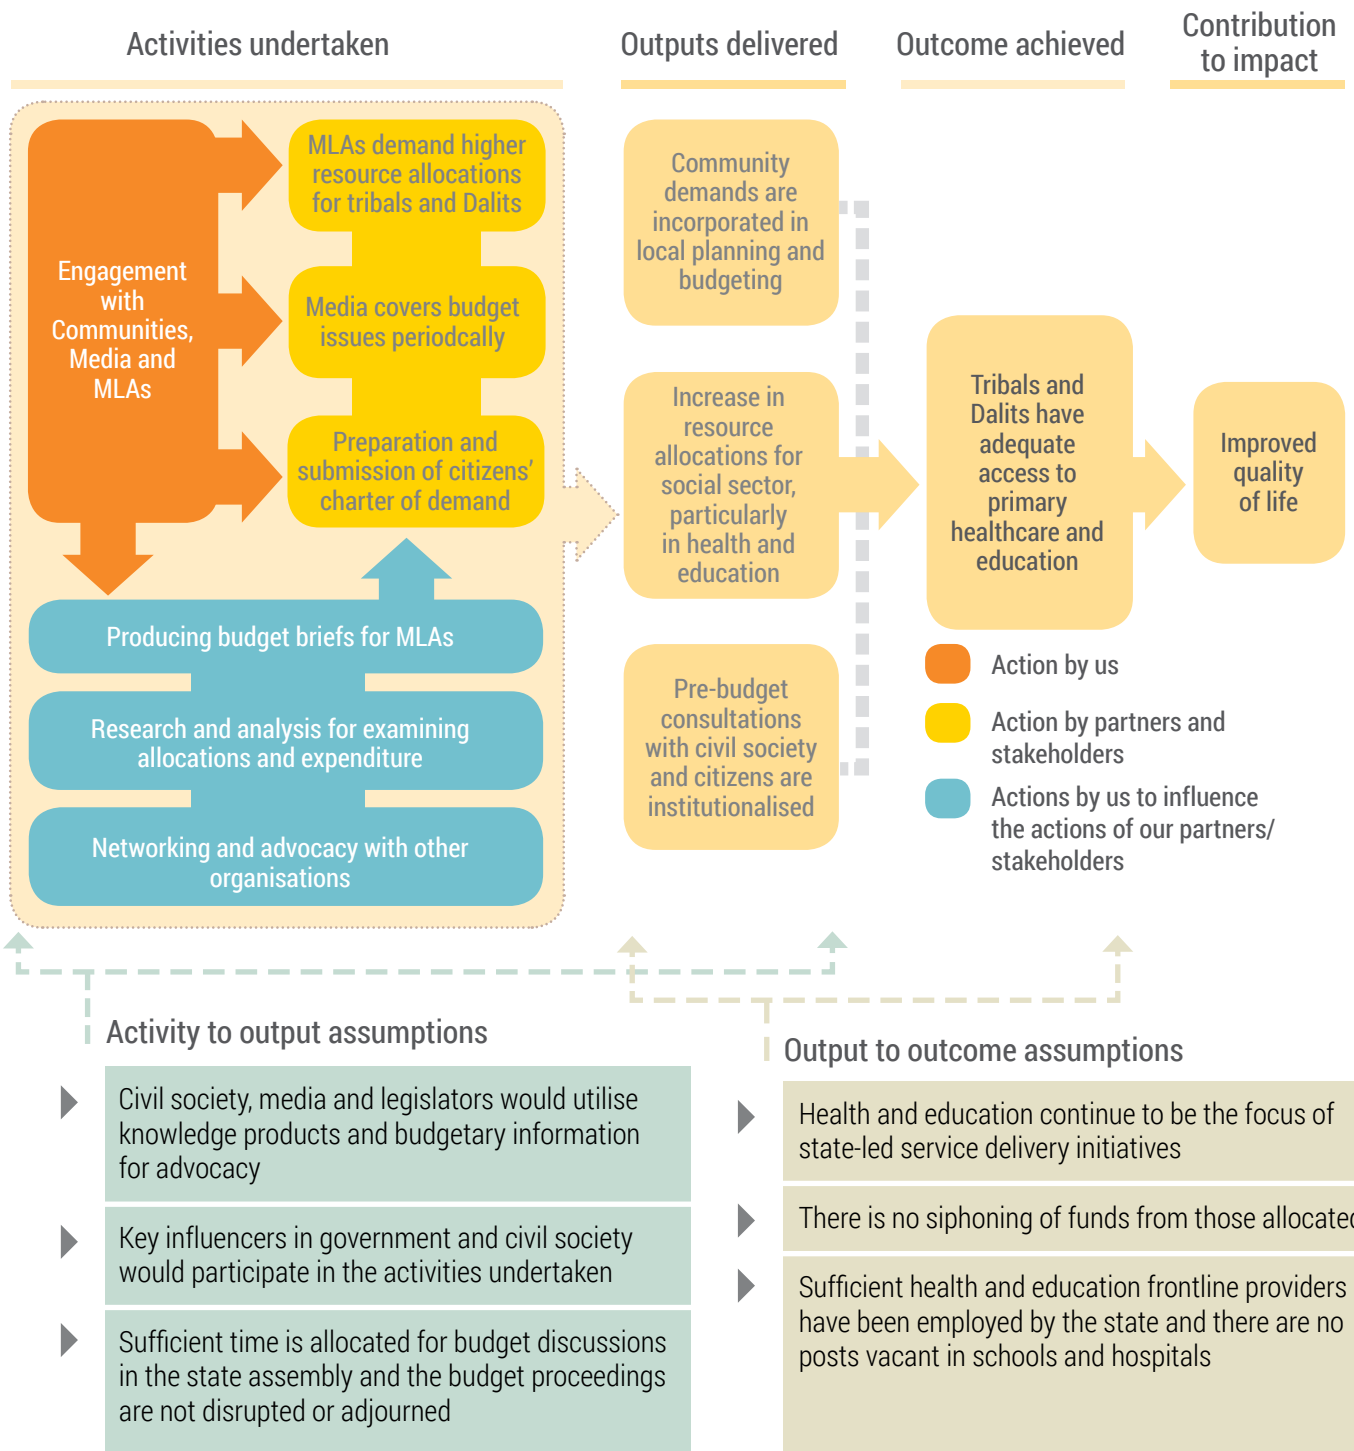 Activities undertaken
Outputs delivered
Outcome achieved
Contribution
to impact
Engagement
with
Communities,
Media and
MLAs
MLAs demand higher
resource allocations
for tribals and Dalits
Media covers budget
issues periodcally
Preparation and
submission of citizens’
charter of demand
Producing budget briefs for MLAs
Research and analysis for examining
allocations and expenditure
Networking and advocacy with other
organisations
Community
demands are
incorporated in
local planning and
budgeting
Increase in
resource
allocations for
social sector,
particularly
in health and
education
Pre-budget
consultations
with civil society
and citizens are
institutionalised
Tribals and
Dalits have
adequate
access to
primary
healthcare and
education
Improved
quality
of life
Action by us
Action by partners and
stakeholders
Actions by us to influence
the actions of our partners/
stakeholders
Activity to output assumptions
Civil society, media and legislators would utilise
knowledge products and budgetary information
for advocacy
Key influencers in government and civil society
would participate in the activities undertaken
Sufficient time is allocated for budget discussions
in the state assembly and the budget proceedings
are not disrupted or adjourned
Output to outcome assumptions
Health and education continue to be the focus of
state-led service delivery initiatives
There is no siphoning of funds from those allocated
Sufficient health and education frontline providers
have been employed by the state and there are no
posts vacant in schools and hospitals